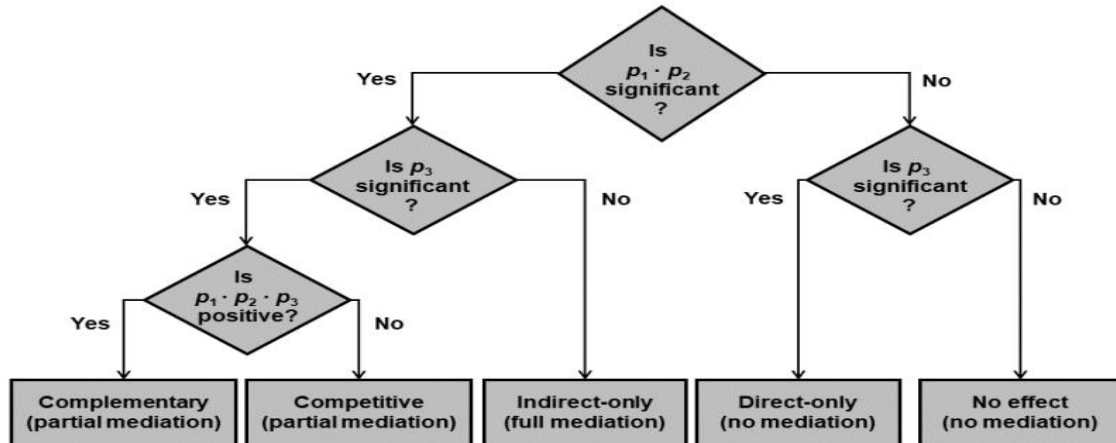 Is
p₁ · p₂
significant
?
Yes
No
Is p₃
significant
?
Is p₃
significant
?
Yes
No
Yes
No
Is
p₁ · p₂ · p₃
positive?
Yes
No
Complementary
(partial mediation)
Competitive
(partial mediation)
Indirect-only
(full mediation)
Direct-only
(no mediation)
No effect
(no mediation)